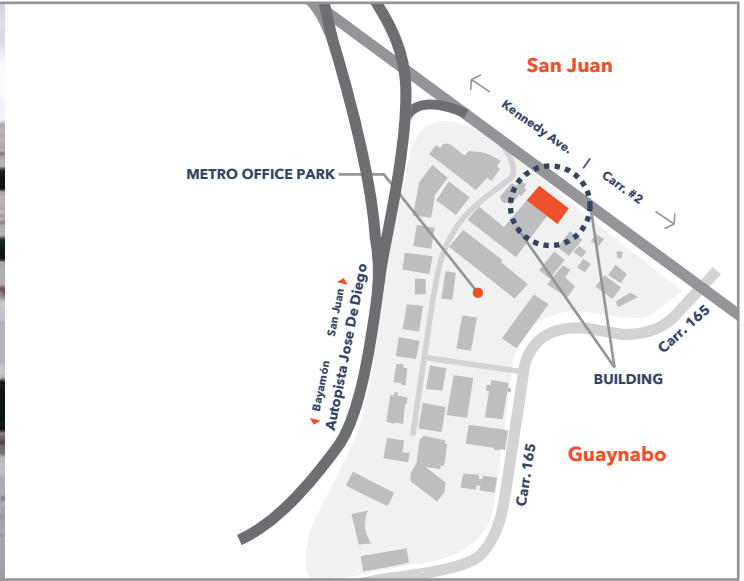 San Juan
Kennedy Ave. / Carr. #2
METRO OFFICE PARK
San Juan
Bayamón
Autopista Jose De Diego
Carr. 165
BUILDING
Guaynabo
Carr. 165